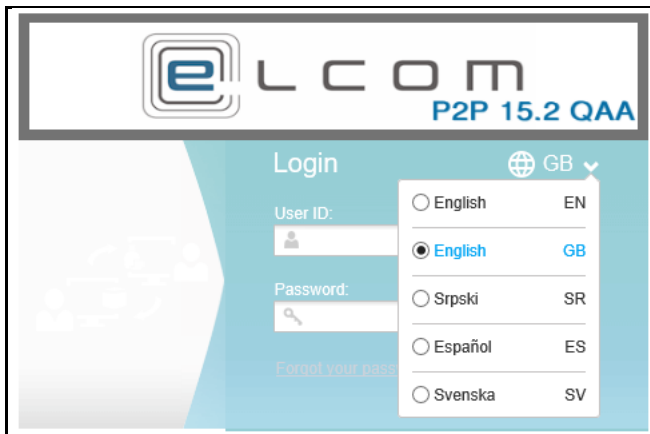 eLCOM
P2P 15.2 QAA
Login
GB
User ID:
English EN
English GB
Password:
Srpski SR
Español ES
Forgot your pass
Svenska SV